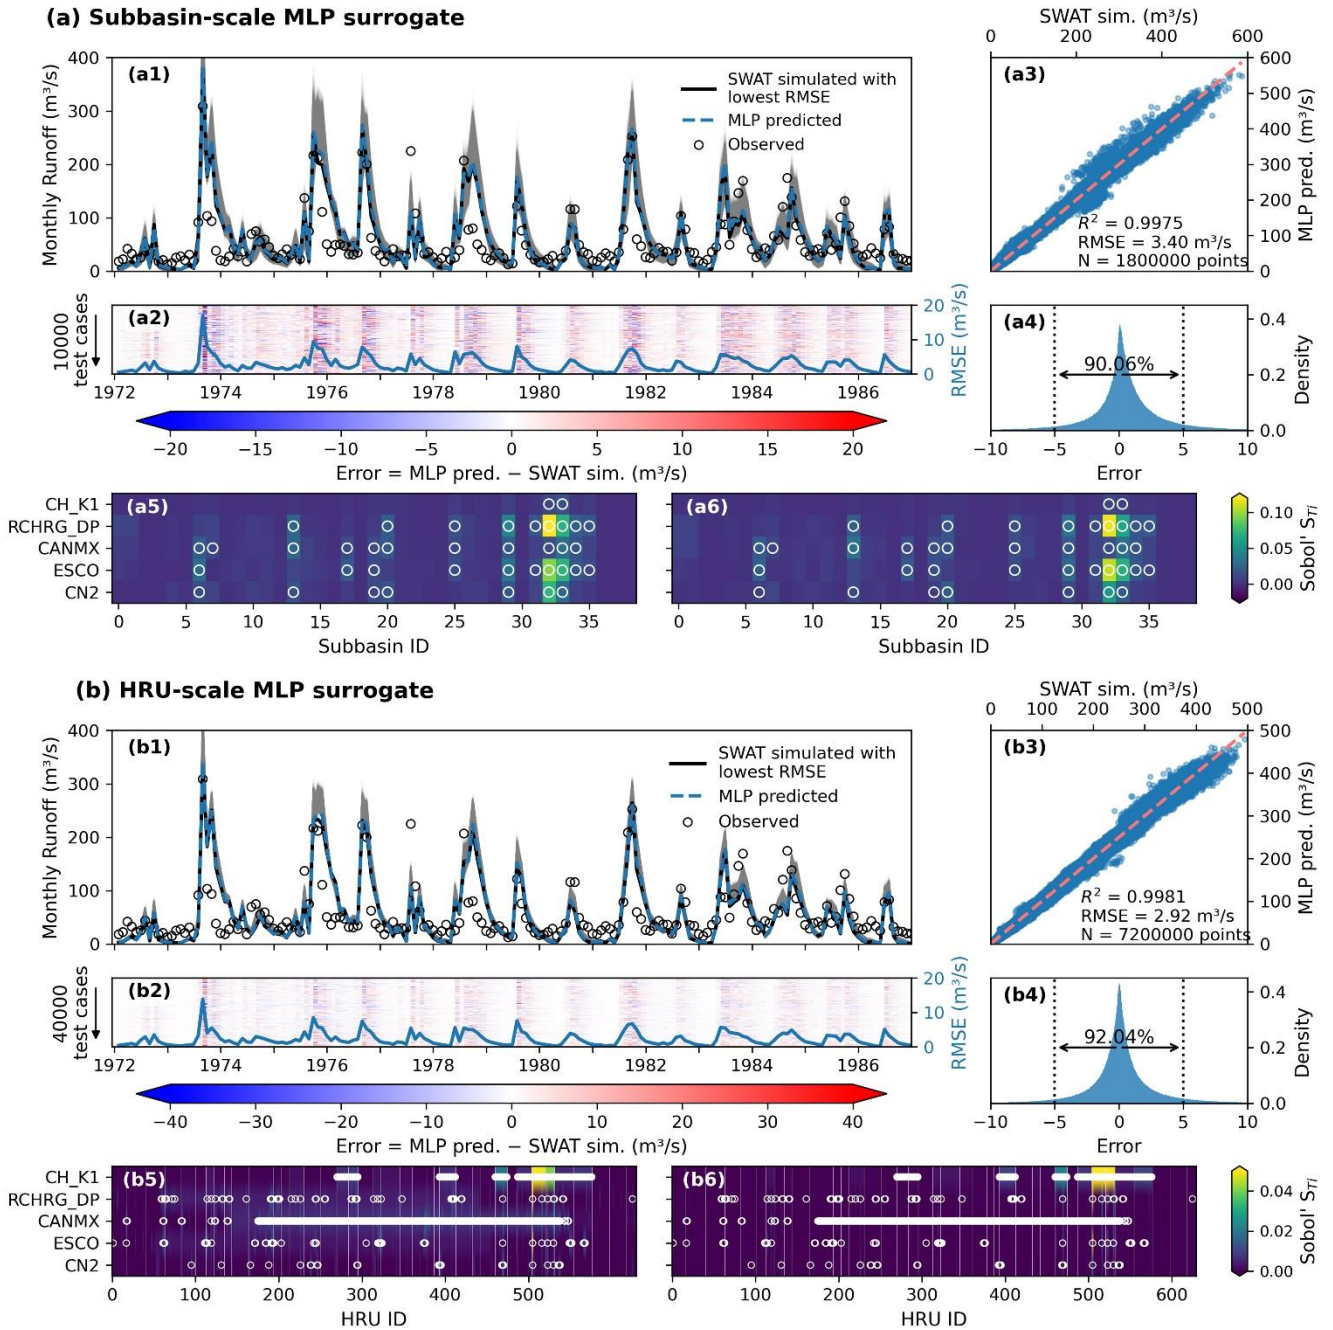 (a) Subbasin-scale MLP surrogate
SWAT sim. (m³/s)
0 200 400 600
Monthly Runoff (m³/s)
400
300
200
100
0
(a1)
SWAT simulated with
lowest RMSE
MLP predicted
Observed
(a3)
R² = 0.9975
RMSE = 3.40 m³/s
N = 1800000 points
600
500
400
300
200
100
0
MLP pred. (m³/s)
10000
test cases
(a2)
20
10
0
RMSE (m³/s)
1972 1974 1976 1978 1980 1982 1984 1986
(a4)
90.06%
0.4
0.2
0.0
Density
−10 −5 0 5 10
Error
−20 −15 −10 −5 0 5 10 15 20
Error = MLP pred. − SWAT sim. (m³/s)
CH_K1
RCHRG_DP
CANMX
ESCO
CN2
(a5)
0 5 10 15 20 25 30 35
Subbasin ID
(a6)
0 5 10 15 20 25 30 35
Subbasin ID
0.10
0.05
0.00
Sobol' S_Ti
(b) HRU-scale MLP surrogate
SWAT sim. (m³/s)
0 100 200 300 400 500
Monthly Runoff (m³/s)
400
300
200
100
0
(b1)
SWAT simulated with
lowest RMSE
MLP predicted
Observed
(b3)
R² = 0.9981
RMSE = 2.92 m³/s
N = 7200000 points
500
400
300
200
100
0
MLP pred. (m³/s)
40000
test cases
(b2)
20
10
0
RMSE (m³/s)
1972 1974 1976 1978 1980 1982 1984 1986
(b4)
92.04%
0.4
0.2
0.0
Density
−10 −5 0 5 10
Error
−40 −30 −20 −10 0 10 20 30 40
Error = MLP pred. − SWAT sim. (m³/s)
CH_K1
RCHRG_DP
CANMX
ESCO
CN2
(b5)
0 100 200 300 400 500
HRU ID
(b6)
0 100 200 300 400 500 600
HRU ID
0.04
0.02
0.00
Sobol' S_Ti